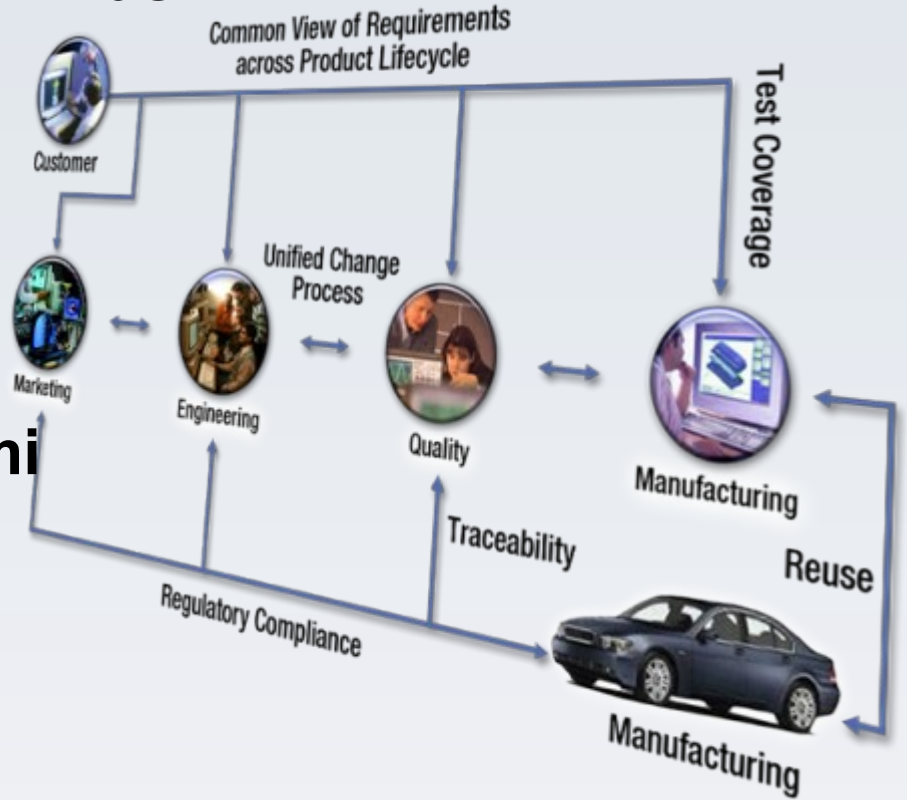 Common View of Requirements
across Product Lifecycle
Customer
Test Coverage
Unified Change
Process
Marketing
Engineering
Quality
Manufacturing
ni
Traceability
Reuse
Regulatory Compliance
Manufacturing